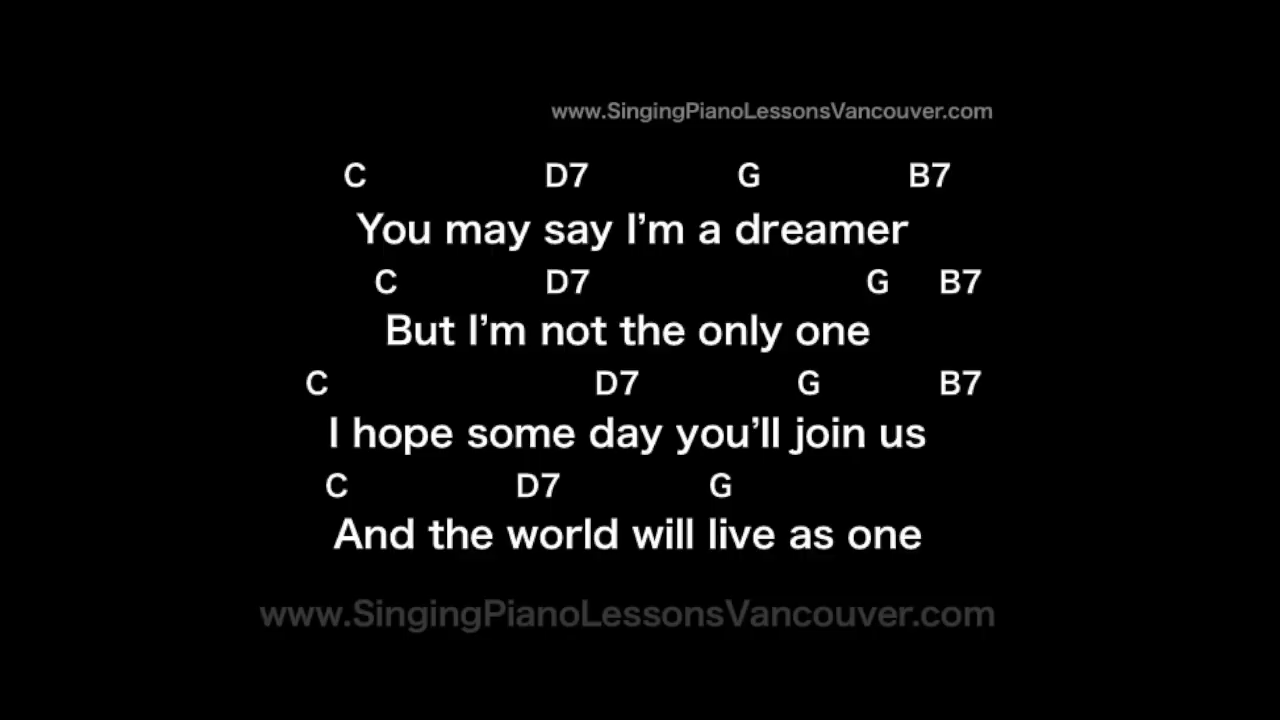 www.SingingPianoLessonsVancouver.com
C D7 G B7
You may say I’m a dreamer
C D7 G B7
But I’m not the only one
C D7 G B7
I hope some day you’ll join us
C D7 G
And the world will live as one
www.SingingPianoLessonsVancouver.com